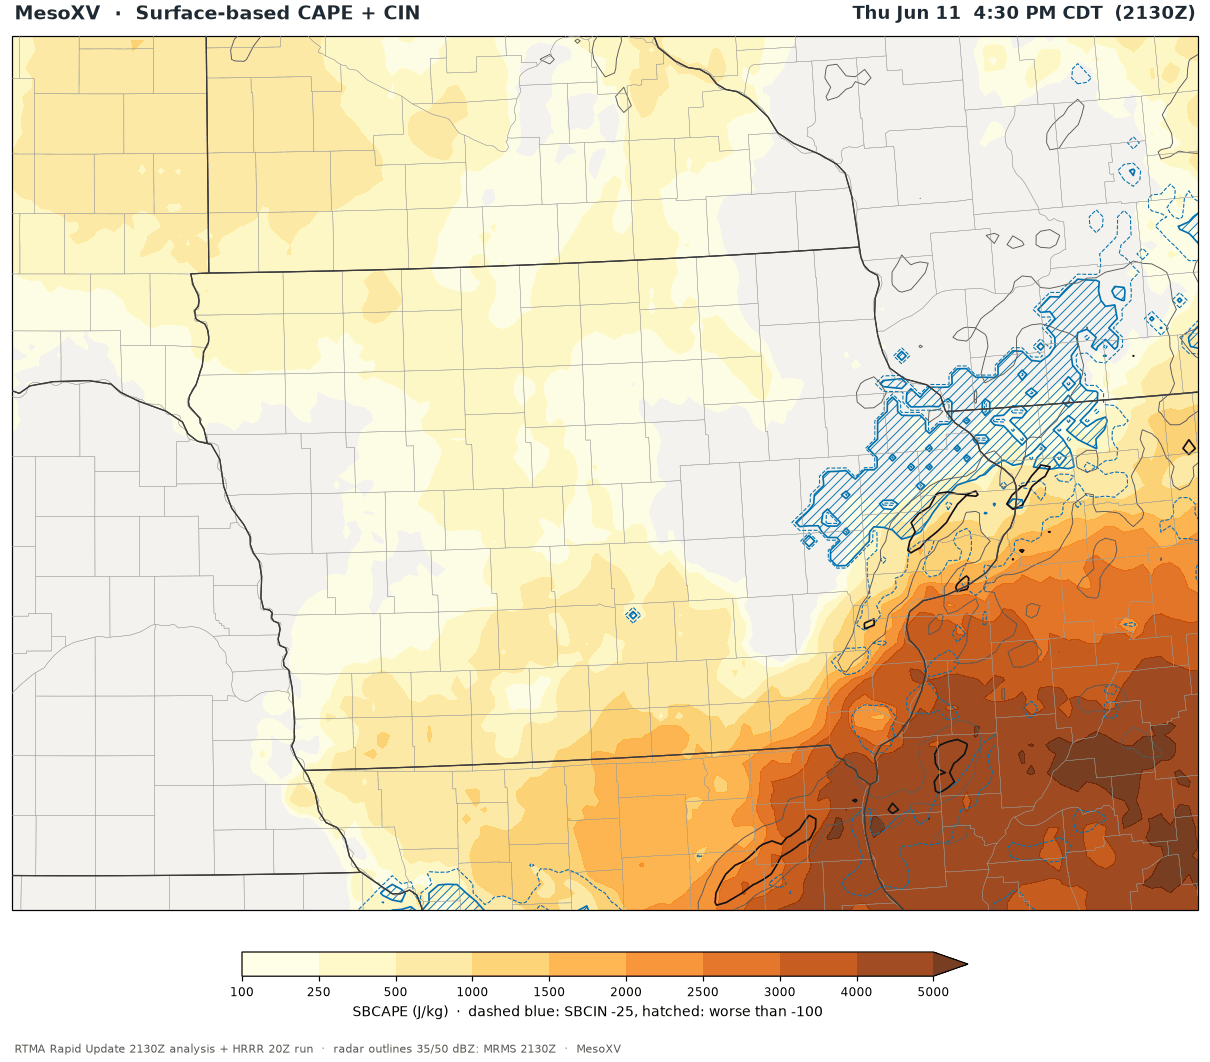 MesoXV · Surface-based CAPE + CIN
Thu Jun 11 4:30 PM CDT (2130Z)
100 250 500 1000 1500 2000 2500 3000 4000 5000
SBCAPE (J/kg) · dashed blue: SBCIN -25, hatched: worse than -100
RTMA Rapid Update 2130Z analysis + HRRR 20Z run · radar outlines 35/50 dBZ: MRMS 2130Z · MesoXV